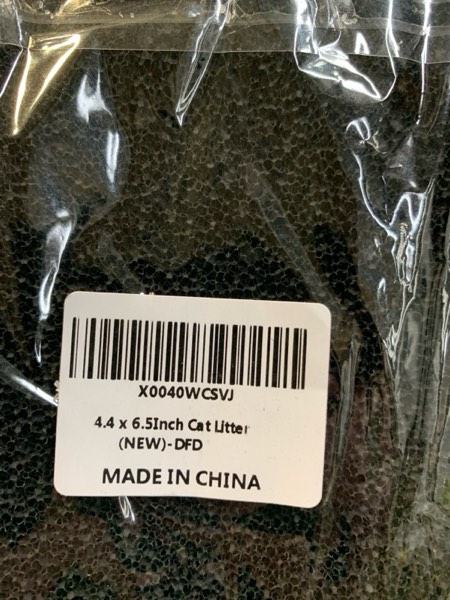 X0040WCSVJ
4.4 x 6.5Inch Cat Litter
(NEW)-DFD
MADE IN CHINA